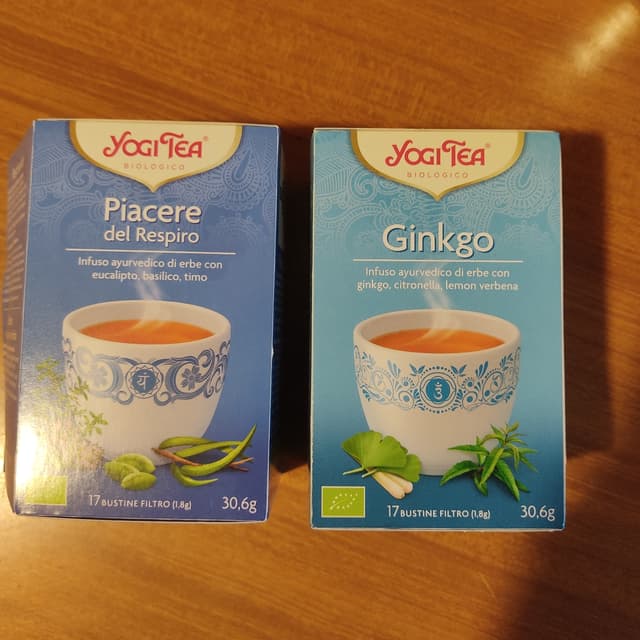 YOGI TEA®
BIOLOGICO
Piacere
del Respiro
Infuso ayurvedico di erbe con
eucalipto, basilico, timo
17 BUSTINE FILTRO (1,8g) 30,6g
YOGI TEA®
BIOLOGICO
Ginkgo
Infuso ayurvedico di erbe con
ginkgo, citronella, lemon verbena
17 BUSTINE FILTRO (1,8g) 30,6g